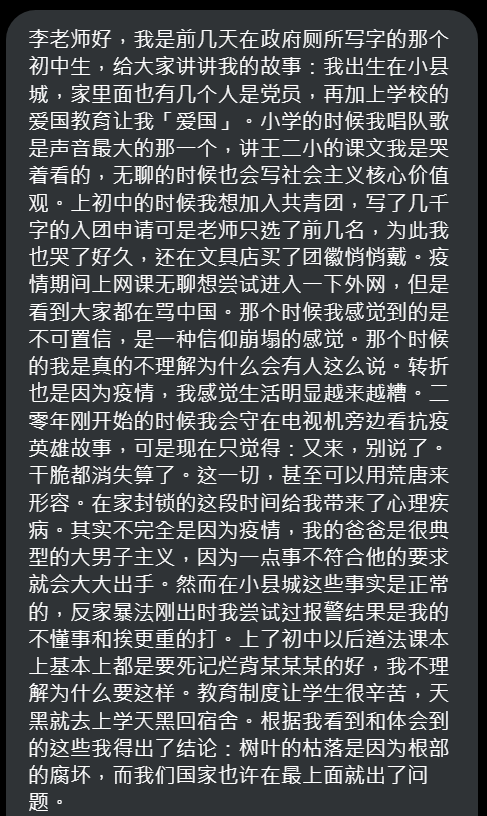 李老师好，我是前几天在政府厕所写字的那个
初中生，给大家讲讲我的故事：我出生在小县
城，家里面也有几个人是党员，再加上学校的
爱国教育让我「爱国」。小学的时候我唱队歌
是声音最大的那一个，讲王二小的课文我是哭
着看的，无聊的时候也会写社会主义核心价值
观。上初中的时候我想加入共青团，写了几千
字的入团申请可是老师只选了前几名，为此我
也哭了好久，还在文具店买了团徽悄悄戴。疫
情期间上网课无聊想尝试进入一下外网，但是
看到大家都在骂中国。那个时候我感觉到的是
不可置信，是一种信仰崩塌的感觉。那个时候
的我是真的不理解为什么会有人这么说。转折
也是因为疫情，我感觉生活明显越来越糟。二
零年刚开始的时候我会守在电视机旁边看抗疫
英雄故事，可是现在只觉得：又来，别说了。
干脆都消失算了。这一切，甚至可以用荒唐来
形容。在家封锁的这段时间给我带来了心理疾
病。其实不完全是因为疫情，我的爸爸是很典
型的大男子主义，因为一点事不符合他的要求
就会大大出手。然而在小县城这些事实是正常
的，反家暴法刚出时我尝试过报警结果是我的
不懂事和挨更重的打。上了初中以后道法课本
上基本上都是要死记烂背某某某的好，我不理
解为什么要这样。教育制度让学生很辛苦，天
黑就去上学天黑回宿舍。根据我看到和体会到
的这些我得出了结论：树叶的枯落是因为根部
的腐坏，而我们国家也许在最上面就出了问
题。